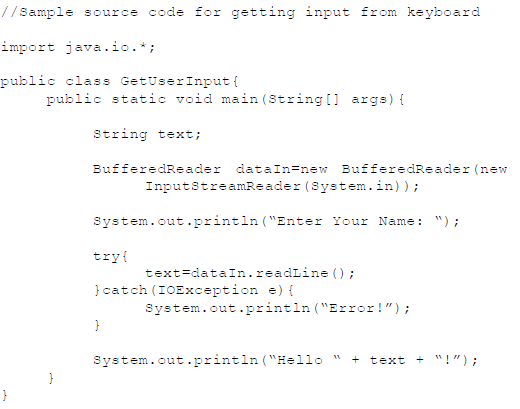 //Sample source code for getting input from keyboard
import java.io.*;
public class GetUserInput{
public static void main(String[] args){
String text;
BufferedReader dataIn=new BufferedReader(new
InputStreamReader(System.in));
System.out.println(“Enter Your Name: “);
try{
text=dataIn.readLine();
}catch(IOException e){
System.out.println(“Error!”);
}
System.out.println(“Hello “ + text + “!”);
}
}